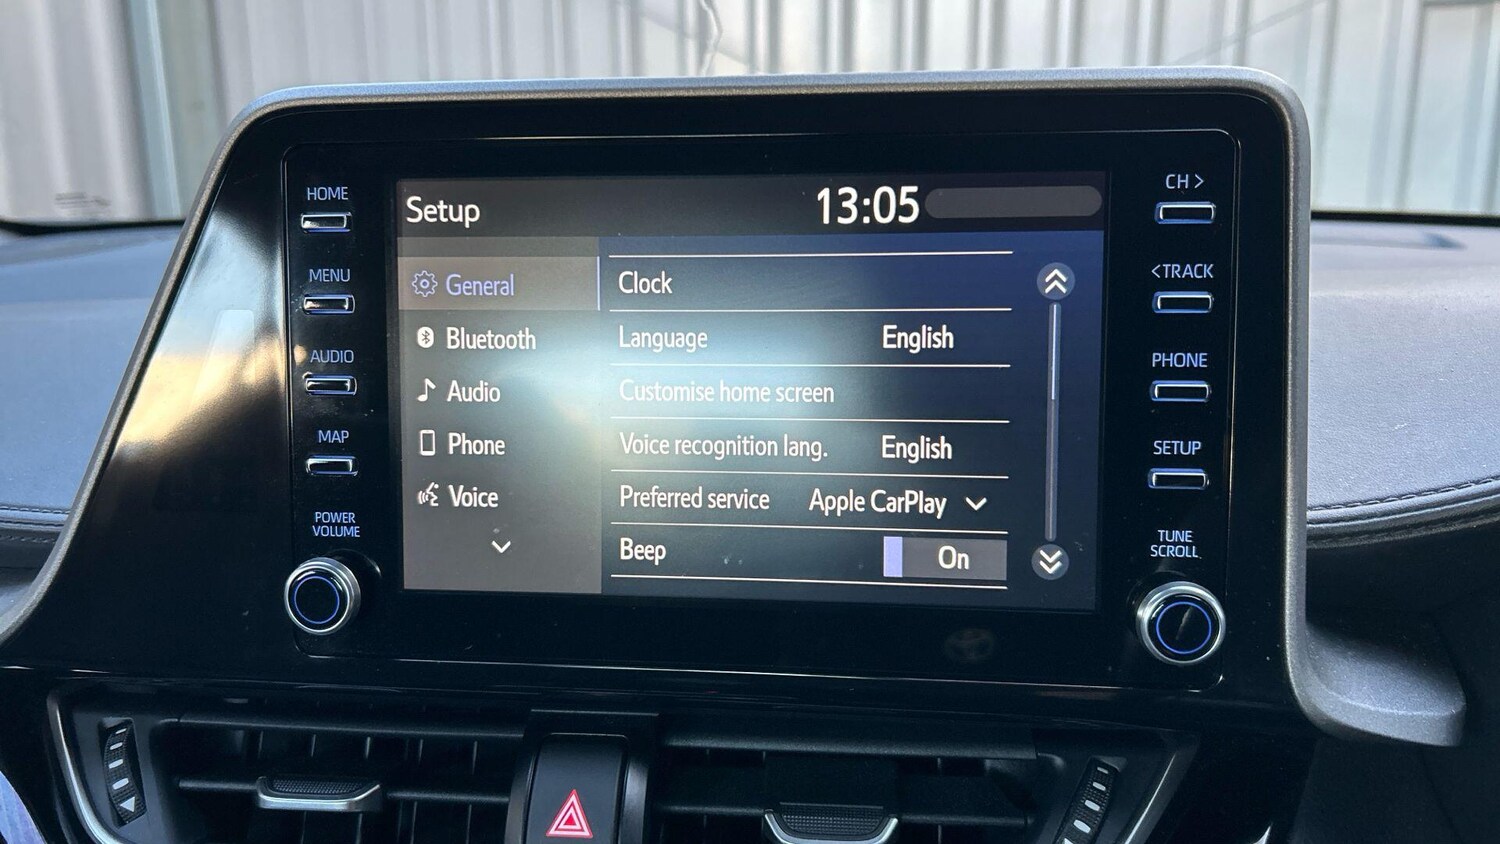 HOME
MENU
AUDIO
MAP
POWER
VOLUME
Setup
13:05
General
Bluetooth
Audio
Phone
Voice
Clock
Language English
Customise home screen
Voice recognition lang. English
Preferred service Apple CarPlay
Beep On
CH >
<TRACK
PHONE
SETUP
TUNE
SCROLL